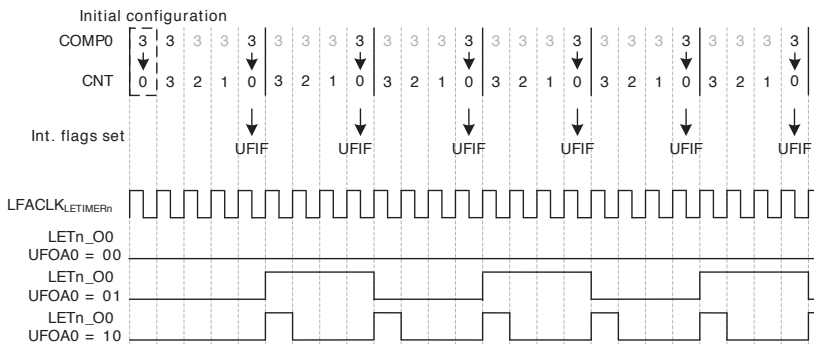 Initial configuration
COMP0 3 3 3 3 3 3 3 3 3 3 3 3 3 3 3 3 3 3 3 3 3 3 3 3 3
CNT 0 3 2 1 0 3 2 1 0 3 2 1 0 3 2 1 0 3 2 1 0 3 2 1 0
Int. flags set
UFIF UFIF UFIF UFIF UFIF UFIF
LFACLKLETIMERn
LETn_O0
UFOA0 = 00
LETn_O0
UFOA0 = 01
LETn_O0
UFOA0 = 10